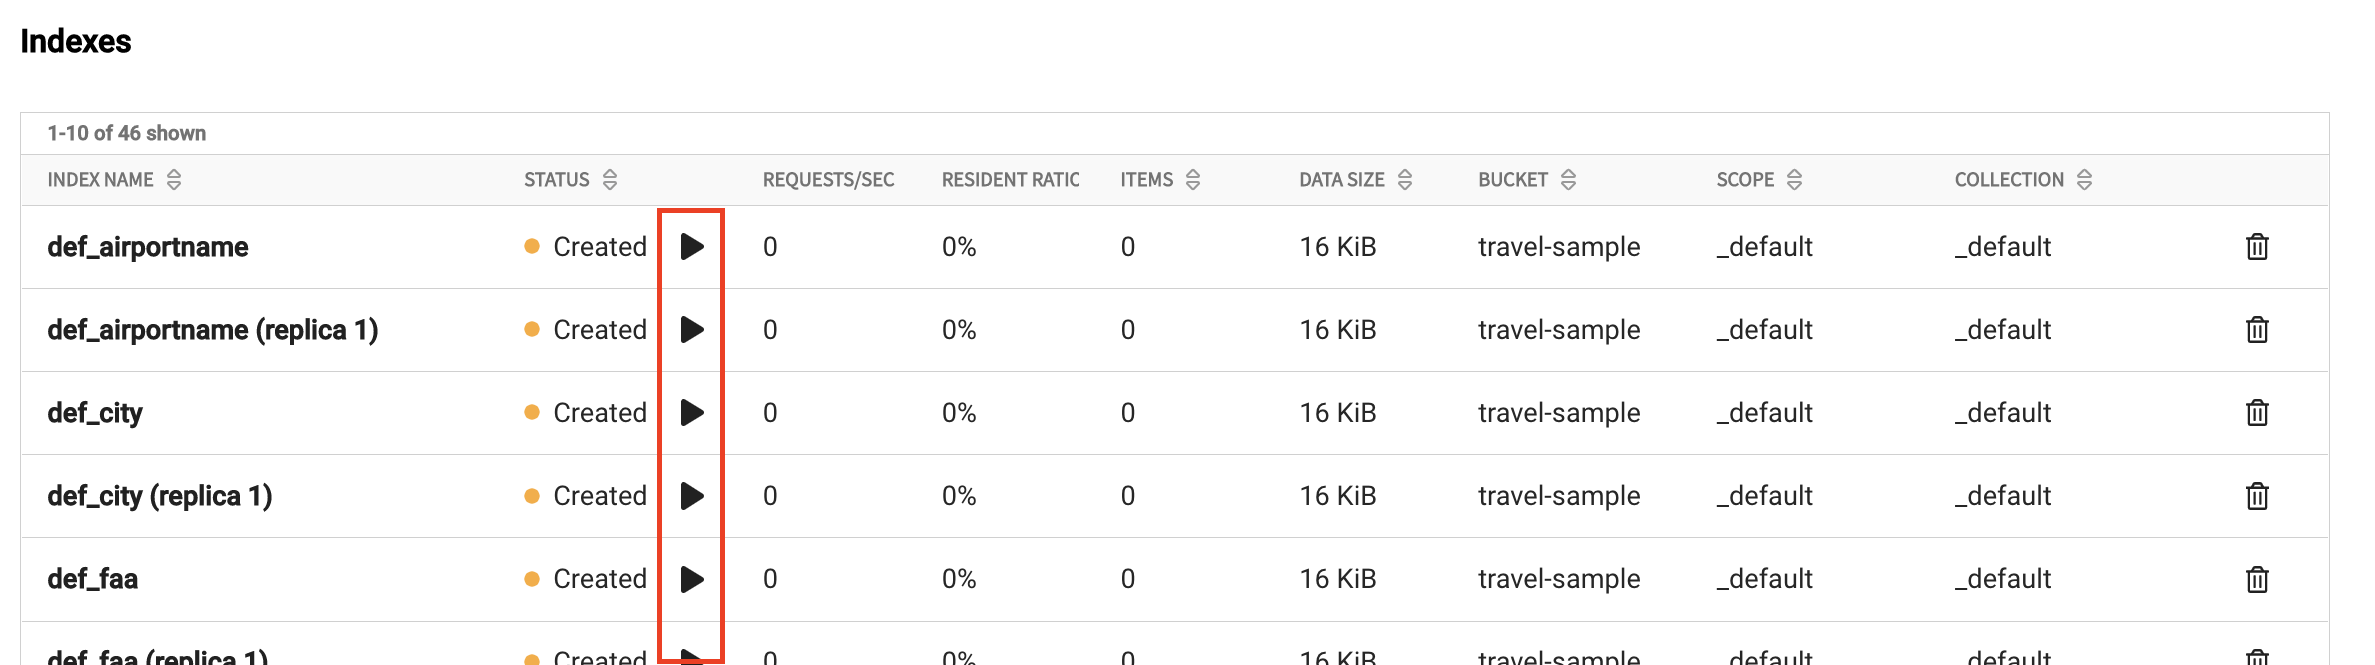 Indexes
1-10 of 46 shown
INDEX NAME STATUS REQUESTS/SEC RESIDENT RATIC ITEMS DATA SIZE BUCKET SCOPE COLLECTION
def_airportname Created 0 0% 0 16 KiB travel-sample _default _default
def_airportname (replica 1) Created 0 0% 0 16 KiB travel-sample _default _default
def_city Created 0 0% 0 16 KiB travel-sample _default _default
def_city (replica 1) Created 0 0% 0 16 KiB travel-sample _default _default
def_faa Created 0 0% 0 16 KiB travel-sample _default _default
def_faa (replica 1) Created 0 0% 0 16 KiB travel-sample _default _default